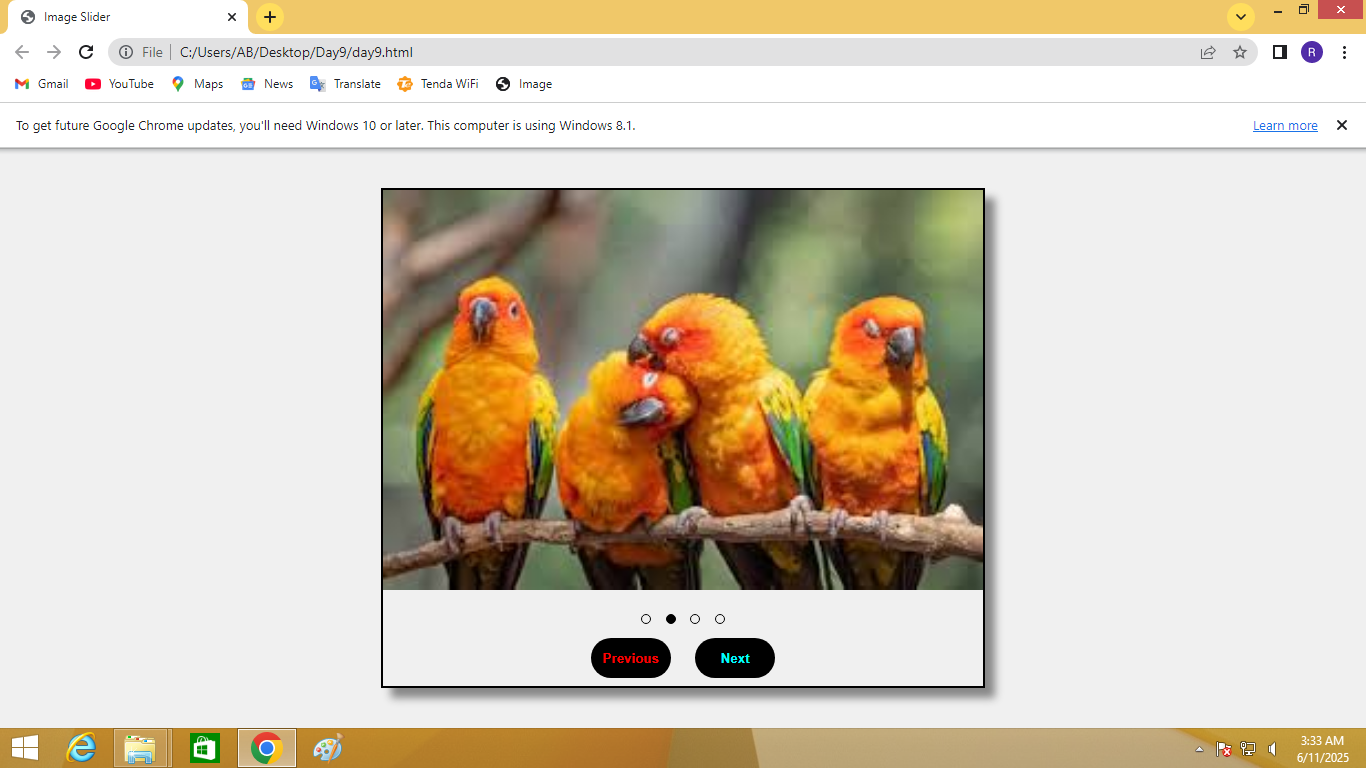 Image Slider
File C:/Users/AB/Desktop/Day9/day9.html
R
Gmail YouTube Maps News Translate Tenda WiFi Image
To get future Google Chrome updates, you'll need Windows 10 or later. This computer is using Windows 8.1. Learn more
Previous Next
3:33 AM
6/11/2025